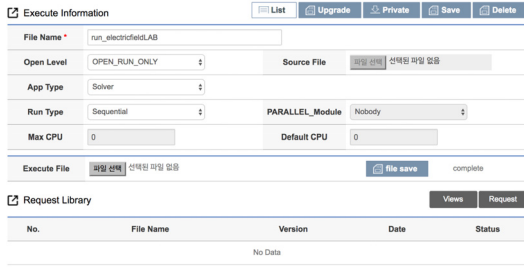 Execute Information
List Upgrade Private Save Delete
File Name * run_electricfieldLAB
Open Level OPEN_RUN_ONLY Source File 파일 선택 선택된 파일 없음
App Type Solver
Run Type Sequential PARALLEL_Module Nobody
Max CPU 0 Default CPU 0
Execute File 파일 선택 선택된 파일 없음 file save complete
Request Library Views Request
No. File Name Version Date Status
No Data